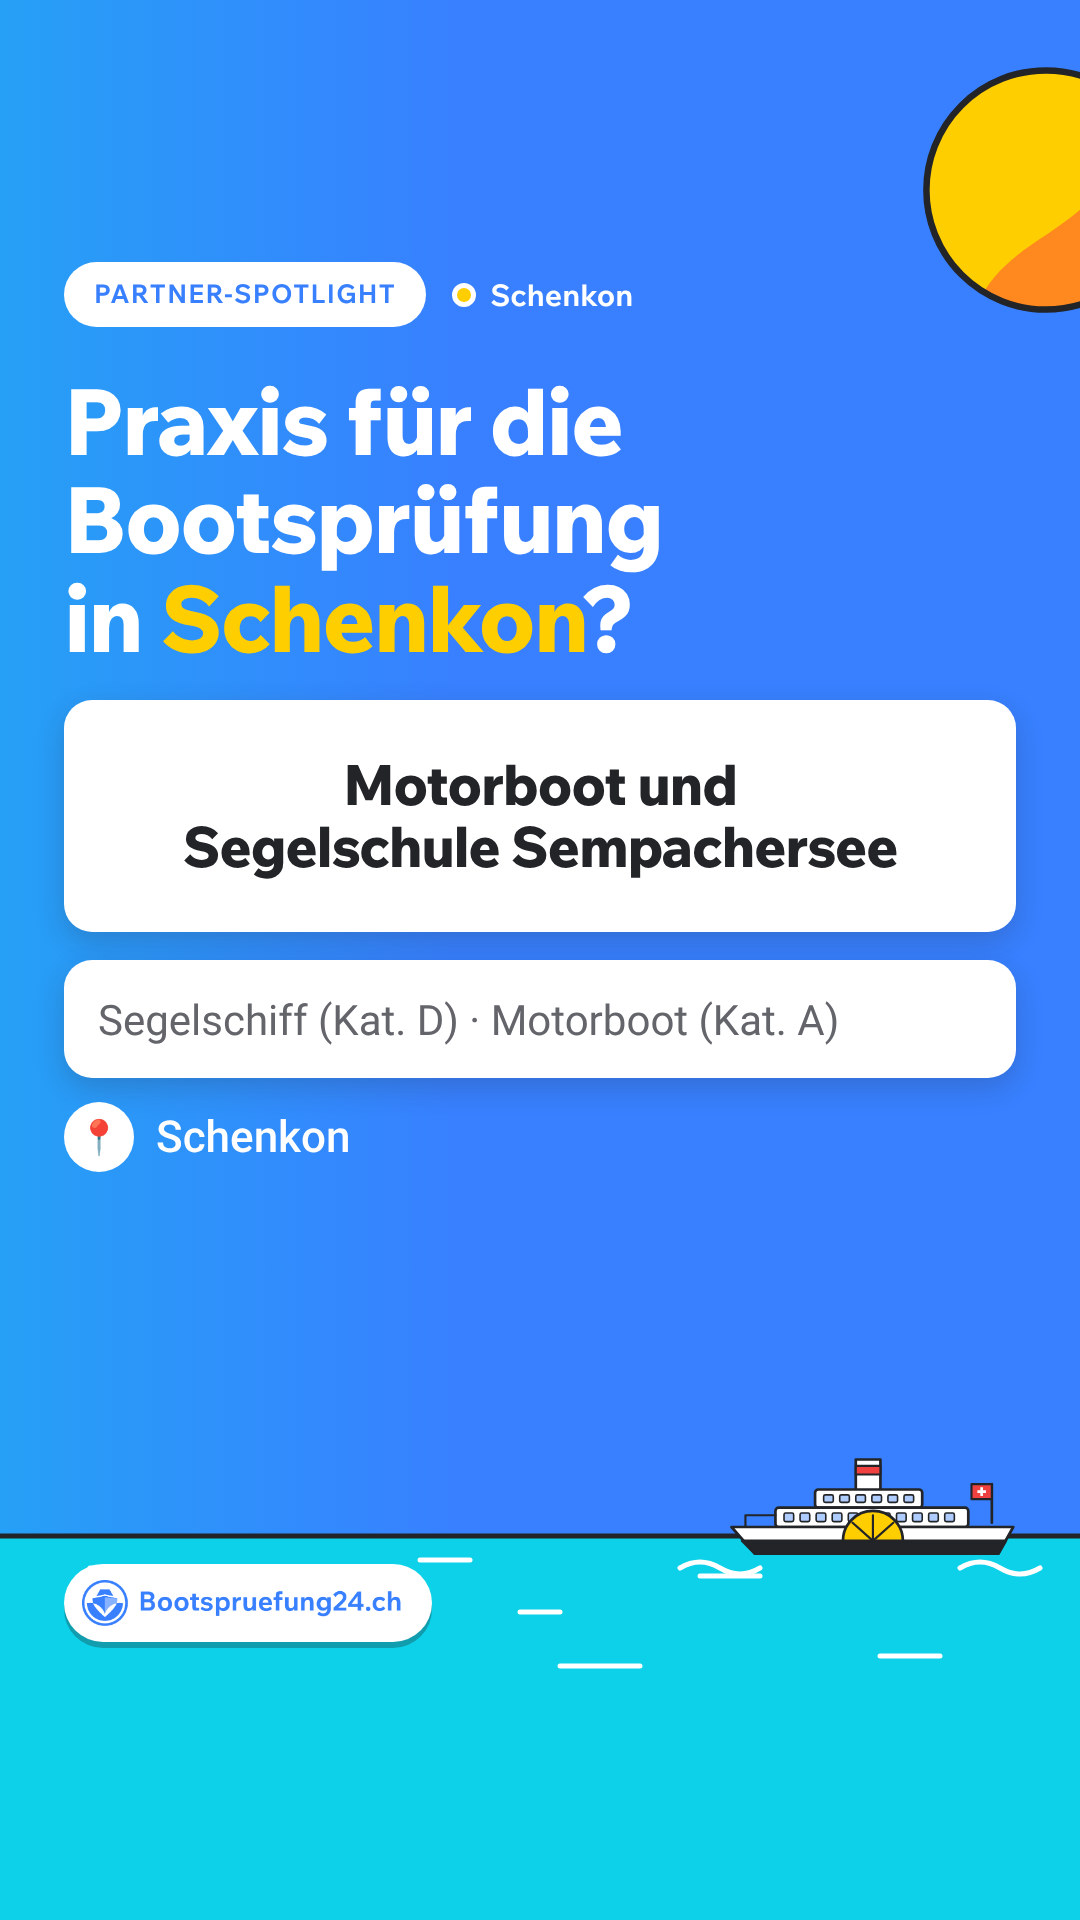 PARTNER-SPOTLIGHT
Schenkon
Praxis für die
Bootsprüfung
in Schenkon?
Motorboot und
Segelschule Sempachersee
Segelschiff (Kat. D) · Motorboot (Kat. A)
Schenkon
Bootspruefung24.ch